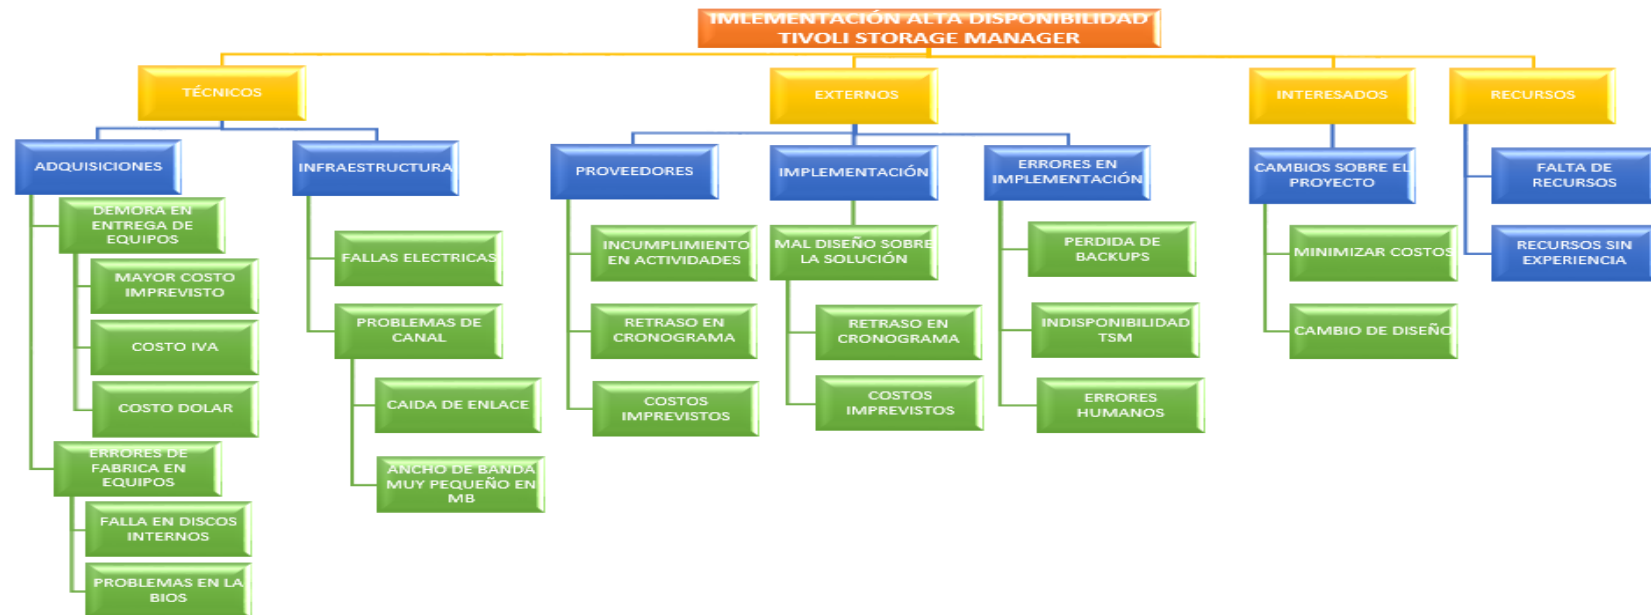 IMLEMENTACIÓN ALTA DISPONIBILIDAD
TIVOLI STORAGE MANAGER
TÉCNICOS
EXTERNOS
INTERESADOS
RECURSOS
ADQUISICIONES
INFRAESTRUCTURA
PROVEEDORES
IMPLEMENTACIÓN
ERRORES EN
IMPLEMENTACIÓN
CAMBIOS SOBRE EL
PROYECTO
FALTA DE
RECURSOS
RECURSOS SIN
EXPERIENCIA
DEMORA EN
ENTREGA DE
EQUIPOS
MAYOR COSTO
IMPREVISTO
COSTO IVA
COSTO DOLAR
ERRORES DE
FABRICA EN
EQUIPOS
FALLA EN DISCOS
INTERNOS
PROBLEMAS EN LA
BIOS
FALLAS ELECTRICAS
PROBLEMAS DE
CANAL
CAIDA DE ENLACE
ANCHO DE BANDA
MUY PEQUEÑO EN
MB
INCUMPLIMIENTO
EN ACTIVIDADES
RETRASO EN
CRONOGRAMA
COSTOS
IMPREVISTOS
MAL DISEÑO SOBRE
LA SOLUCIÓN
RETRASO EN
CRONOGRAMA
COSTOS
IMPREVISTOS
PERDIDA DE
BACKUPS
INDISPONIBILIDAD
TSM
ERRORES
HUMANOS
MINIMIZAR COSTOS
CAMBIO DE DISEÑO